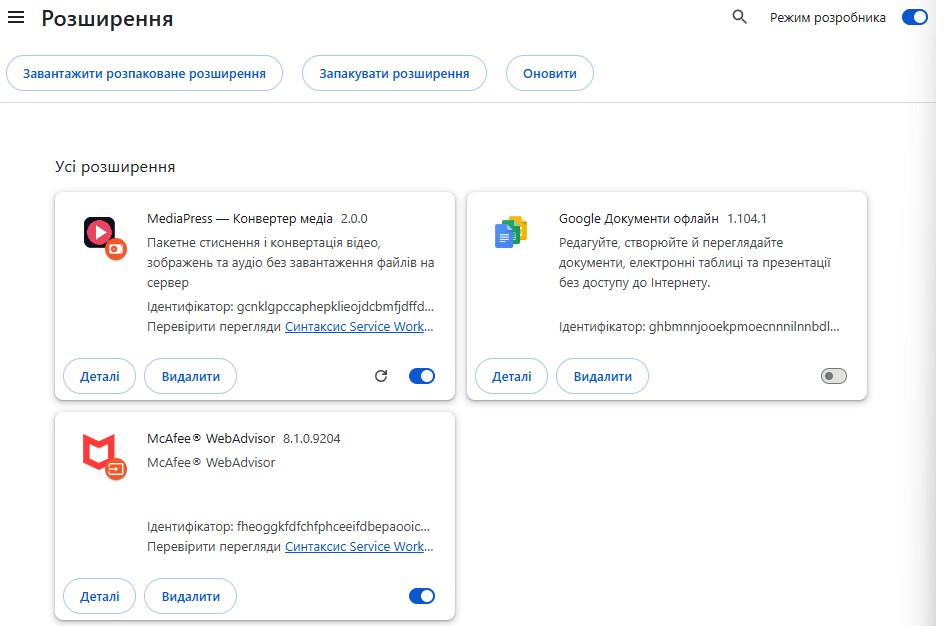 Розширення
Режим розробника
Завантажити розпаковане розширення
Запакувати розширення
Оновити
Усі розширення
MediaPress — Конвертер медіа 2.0.0
Пакетне стиснення і конвертація відео,
зображень та аудіо без завантаження файлів на
сервер
Ідентифікатор: gcnklgpccaphepklieojdcbmfjdffd...
Перевірити перегляди Синтаксис Service Work...
Деталі
Видалити
Google Документи офлайн 1.104.1
Редагуйте, створюйте й переглядайте
документи, електронні таблиці та презентації
без доступу до Інтернету.
Ідентифікатор: ghbmnnjooekpmoecnnnilnnbdl...
Деталі
Видалити
McAfee® WebAdvisor 8.1.0.9204
McAfee® WebAdvisor
Ідентифікатор: fheoggkfdfchfphceeifdbepaooic...
Перевірити перегляди Синтаксис Service Work...
Деталі
Видалити